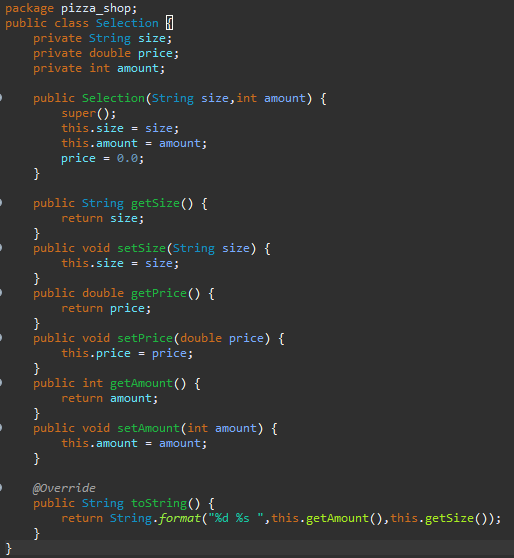 package pizza_shop;
public class Selection {
    private String size;
    private double price;
    private int amount;

    public Selection(String size,int amount) {
        super();
        this.size = size;
        this.amount = amount;
        price = 0.0;
    }

    public String getSize() {
        return size;
    }
    public void setSize(String size) {
        this.size = size;
    }
    public double getPrice() {
        return price;
    }
    public void setPrice(double price) {
        this.price = price;
    }
    public int getAmount() {
        return amount;
    }
    public void setAmount(int amount) {
        this.amount = amount;
    }

    @Override
    public String toString() {
        return String.format("%d %s ",this.getAmount(),this.getSize());
    }
}